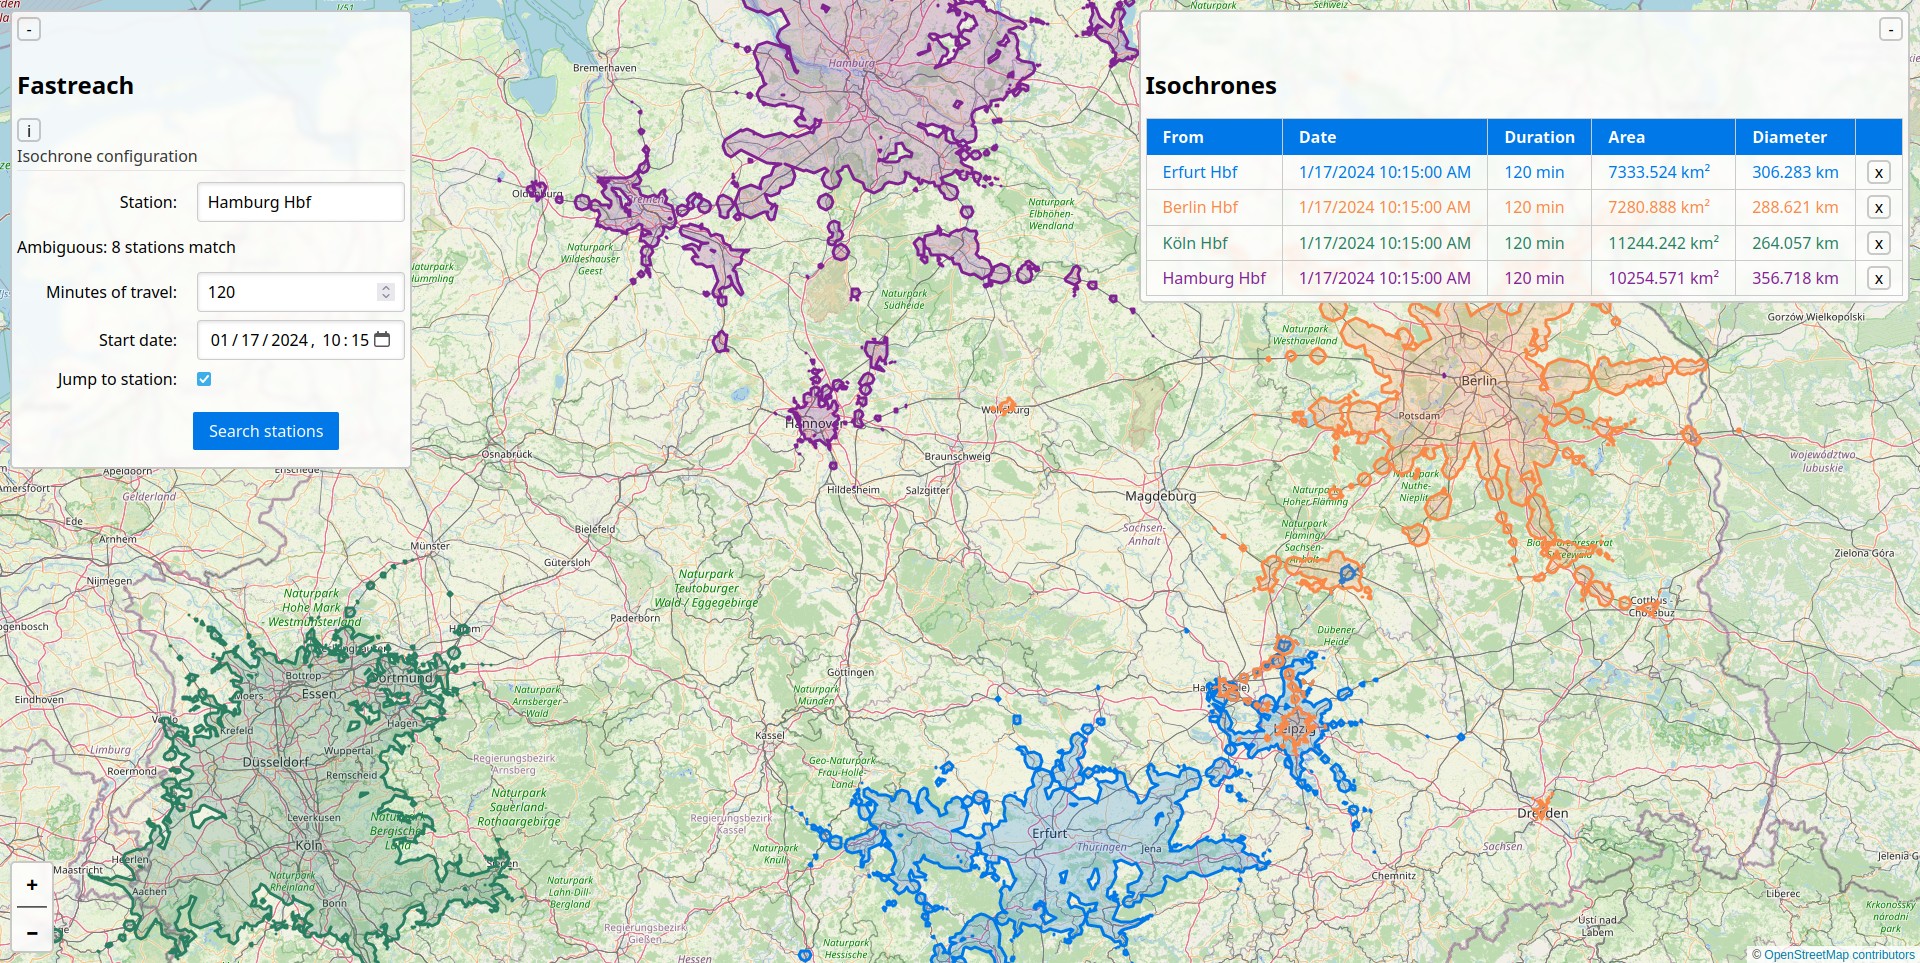 -
Fastreach
i
Isochrone configuration
Station: Hamburg Hbf
Ambiguous: 8 stations match
Minutes of travel: 120
Start date: 01/17/2024, 10:15
Jump to station:
Search stations
+
−
-
Isochrones
From Date Duration Area Diameter
Erfurt Hbf 1/17/2024 10:15:00 AM 120 min 7333.524 km² 306.283 km x
Berlin Hbf 1/17/2024 10:15:00 AM 120 min 7280.888 km² 288.621 km x
Köln Hbf 1/17/2024 10:15:00 AM 120 min 11244.242 km² 264.057 km x
Hamburg Hbf 1/17/2024 10:15:00 AM 120 min 10254.571 km² 356.718 km x
Naturpark
Schweiz
Bremerhaven
Hamburg
Oldenburg
Bremen
Naturpark
Wildeshauser
Geest
Naturpark
Elbhöhen-
Wendland
Naturpark
Südheide
Naturpark
Westhavelland
Gorzów Wielkopolski
Berlin
Potsdam
Wolfsburg
Hannover
Osnabrück
Braunschweig
Hildesheim
Salzgitter
Magdeburg
Sachsen-
Anhalt
Naturpark
Hoher Fläming
Naturpark
Nuthe-
Nieplitz
Naturpark
Fläming/
Sachsen-
Anhalt
województwo
lubuskie
Zielona Góra
Biosphärenreservat
Spreewald
Cottbus -
Chóśebuz
Apeldoorn
Enschede
Amersfoort
Gelderland
Ede
Arnhem
Nijmegen
Bielefeld
Münster
Gütersloh
Naturpark
Hohe Mark
Westmünsterland
Naturpark
Teutoburger
Wald-/ Eggegebirge
Paderborn
Hamm
Dübener
Heide
Göttingen
Naturpark
Münden
Bottrop
Essen
Dortmund
Moers
Eindhoven
Naturpark
Arnsberger-
Wald
Hagen
Venlo
Krefeld
Wuppertal
Kassel
Limburg
Düsseldorf
Roermond
Remscheid
Regierungsbezirk
Arnsberg
Geo-Naturpark
Frau-Holle-
Land
Leipzig
Naturpark
Sauerland-
Rothaargebirge
Regierungsbezirk
Kassel
Leverkusen
Naturpark
Bergisches
Land
Köln
Erfurt
Thüringen
Jena
Dresden
Sachsen
Naturpark
Knüll
Heerlen
Maastricht
Aachen
Naturpark
Rheinland
Bonn
Siegen
Naturpark
Lahn-Dill-
Bergland
Chemnitz
Jelenia G
Liberec
Krkonošský
národní
park
Ústí nad
Labem
Regierungsbezirk
Gießen
Naturpark
Hessische
Hessen
© OpenStreetMap contributors